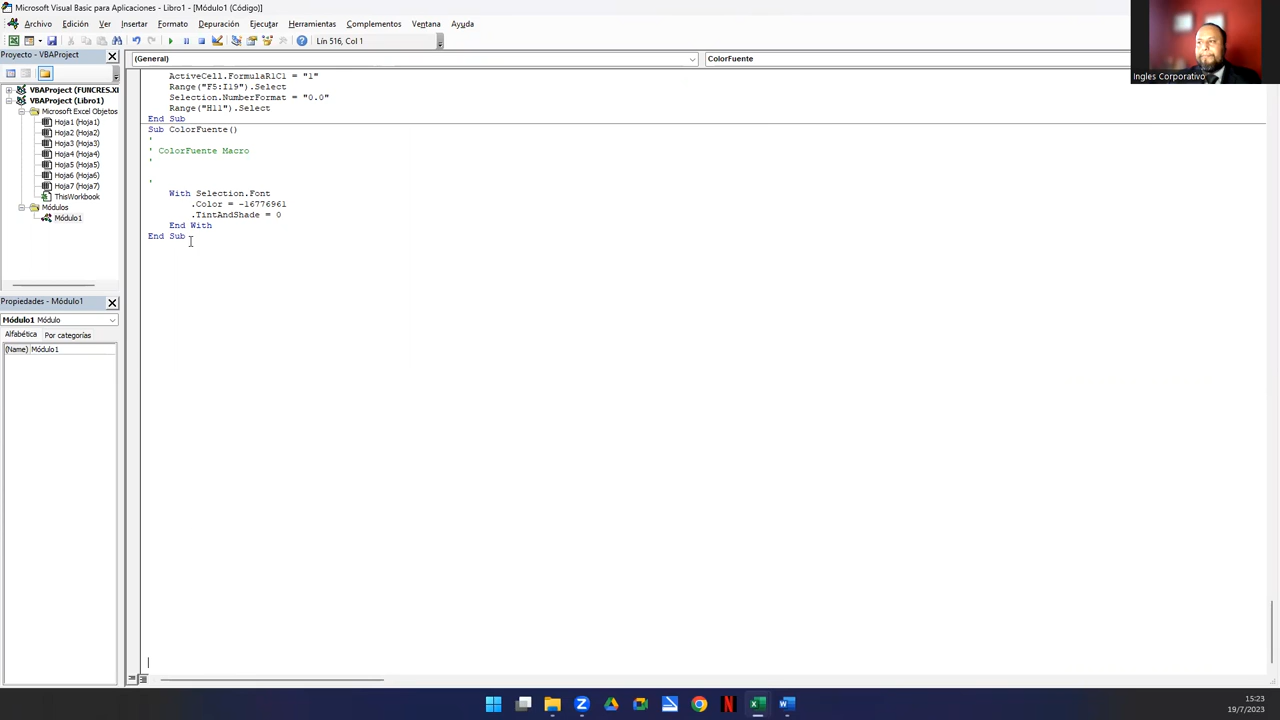 Microsoft Visual Basic para Aplicaciones - Libro1 - [Módulo1 (Código)]
Archivo Edición Ver Insertar Formato Depuración Ejecutar Herramientas Complementos Ventana Ayuda
Lín 516, Col 1
Proyecto - VBAProject
VBAProject (FUNCRES.XL
VBAProject (Libro1)
Microsoft Excel Objetos
Hoja1 (Hoja1)
Hoja2 (Hoja2)
Hoja3 (Hoja3)
Hoja4 (Hoja4)
Hoja5 (Hoja5)
Hoja6 (Hoja6)
Hoja7 (Hoja7)
ThisWorkbook
Módulos
Módulo1
Propiedades - Módulo1
Módulo1 Módulo
Alfabética Por categorías
(Name) Módulo1
(General) ColorFuente
ActiveCell.FormulaR1C1 = "1"
Range("F5:I19").Select
Selection.NumberFormat = "0.0"
Range("H11").Select
End Sub
Sub ColorFuente()
'
' ColorFuente Macro
'
'
With Selection.Font
.Color = -16776961
.TintAndShade = 0
End With
End Sub
Ingles Corporativo
15:23
19/7/2023